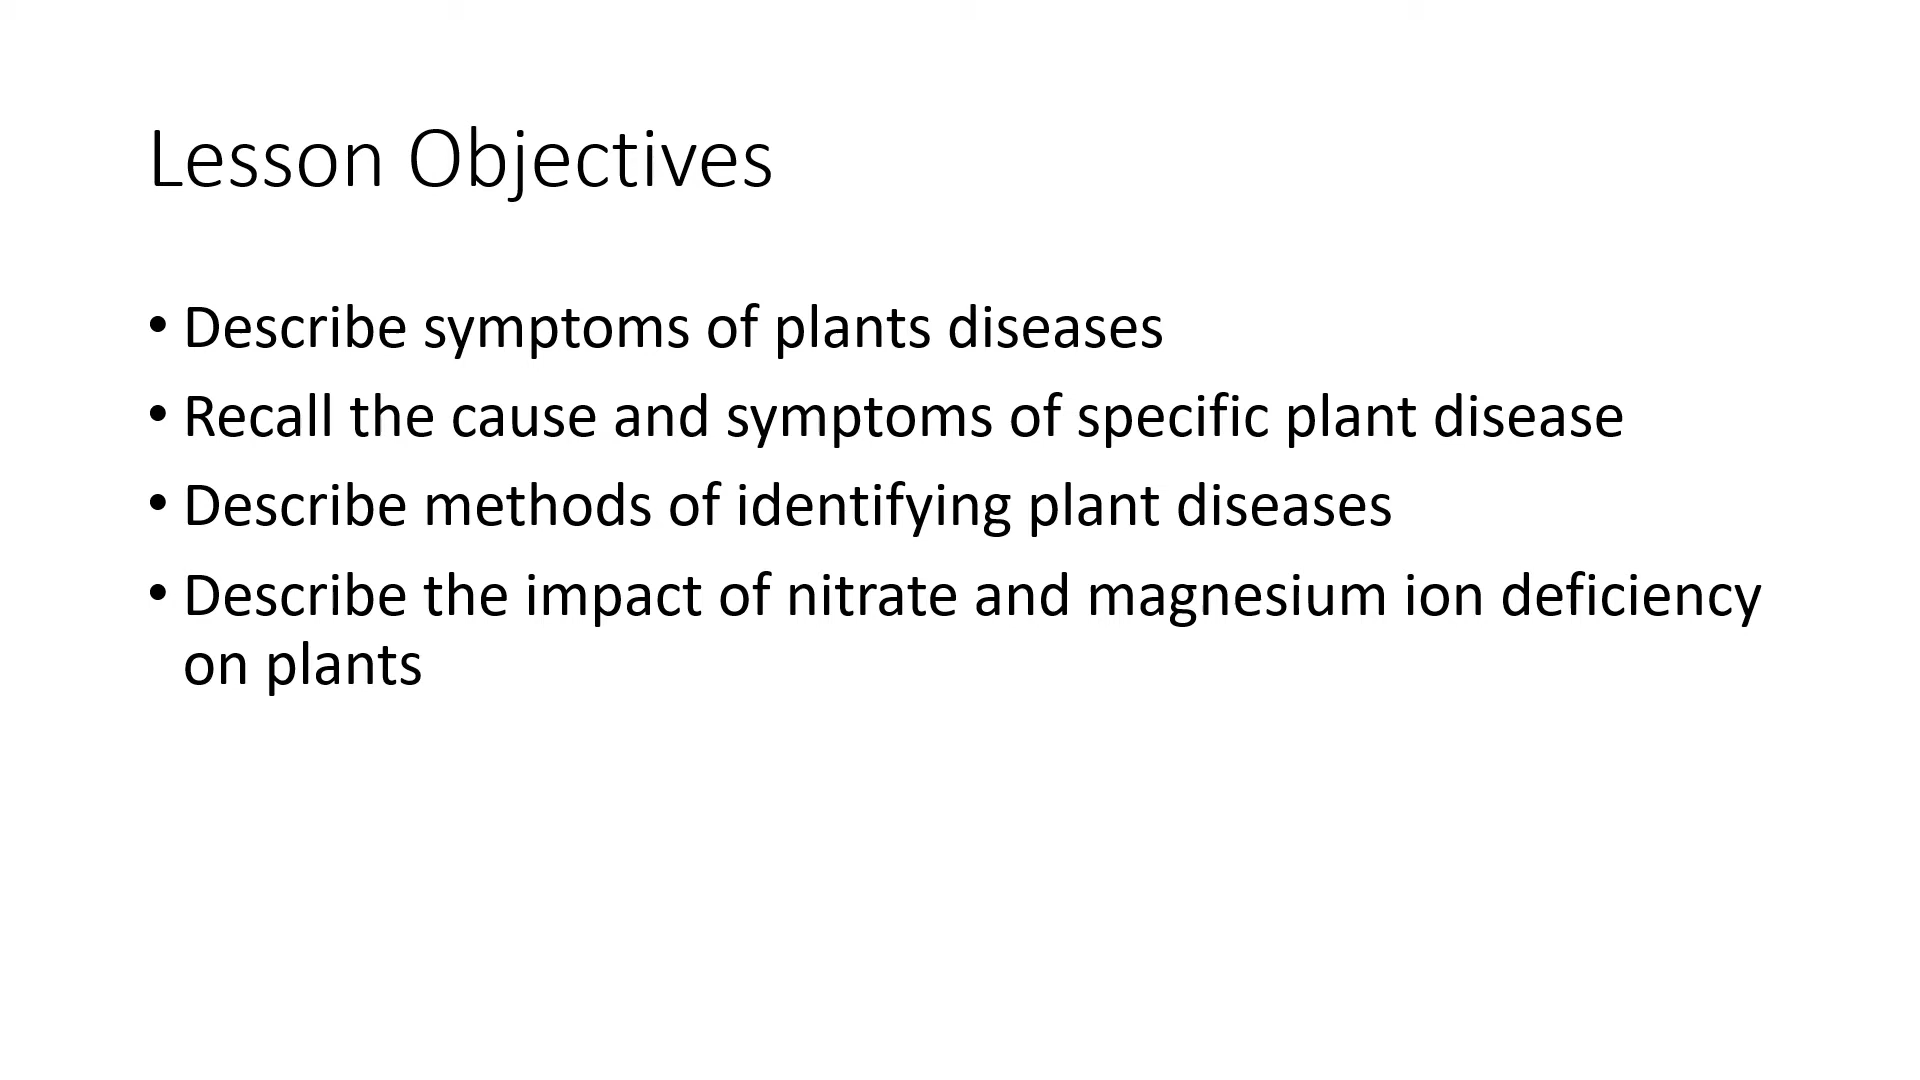 Lesson Objectives
• Describe symptoms of plants diseases
• Recall the cause and symptoms of specific plant disease
• Describe methods of identifying plant diseases
• Describe the impact of nitrate and magnesium ion deficiency
on plants